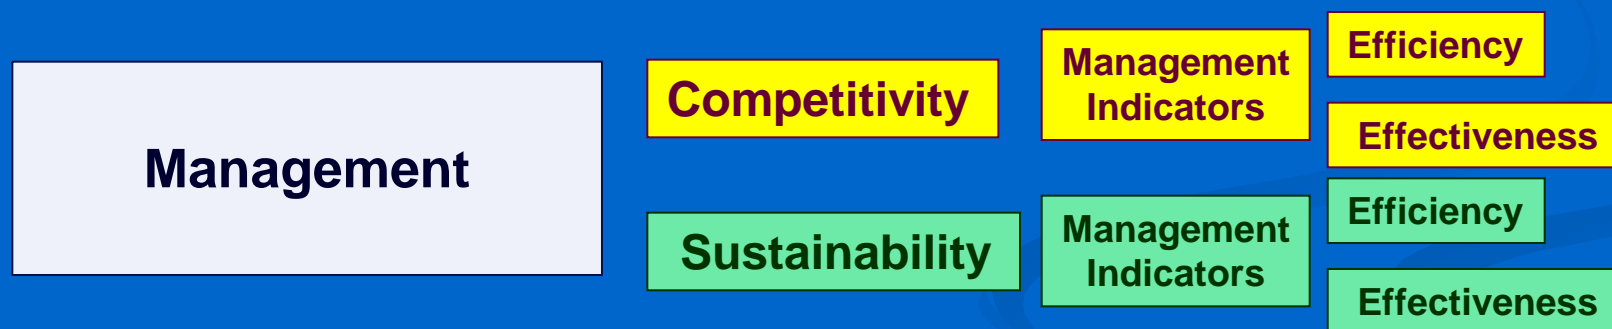 Management
Competitivity
Management
Indicators
Efficiency
Effectiveness
Sustainability
Management
Indicators
Efficiency
Effectiveness